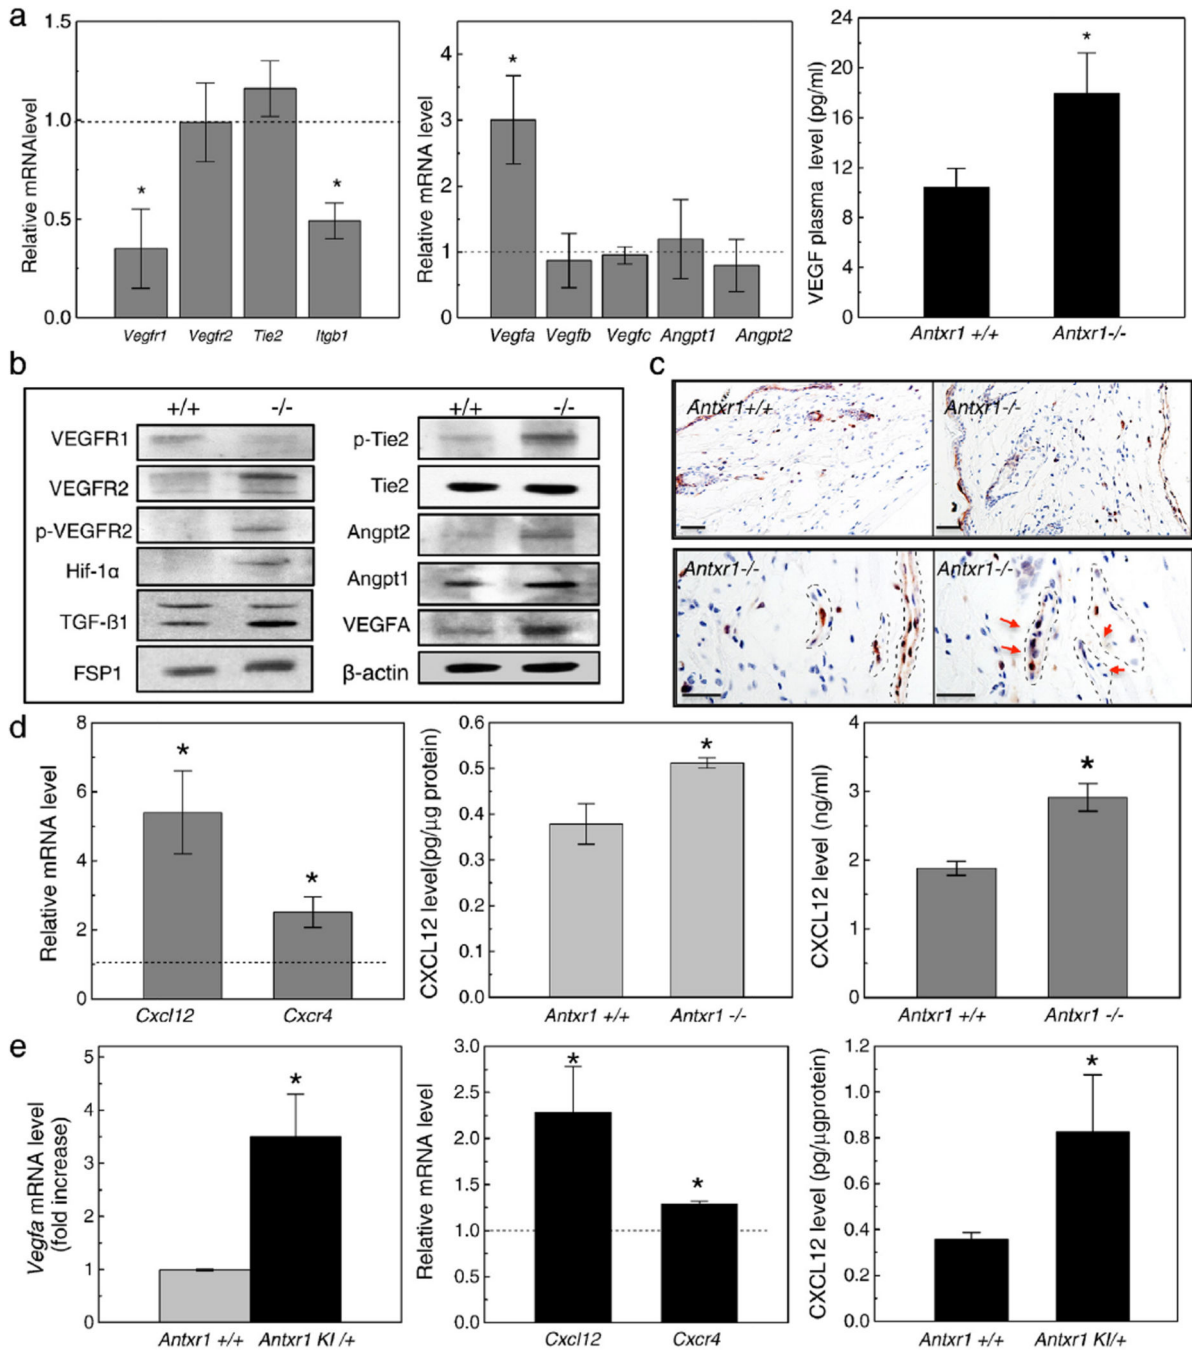 a
1.5
1.0
0.5
0.0
Relative mRNAlevel
*
*
Vegfr1 Vegfr2 Tie2 Itgb1
4
3
2
1
0
Relative mRNA level
*
Vegfa Vegfb Vegfc Angpt1 Angpt2
24
20
16
12
8
4
0
VEGF plasma level (pg/ml)
*
Antxr1 +/+ Antxr1-/-
b
+/+ -/-
VEGFR1
VEGFR2
p-VEGFR2
Hif-1α
TGF-ß1
FSP1
+/+ -/-
p-Tie2
Tie2
Angpt2
Angpt1
VEGFA
β-actin
c
Antxr1+/+ Antxr1-/-
Antxr1-/- Antxr1-/-
d
8
6
4
2
0
Relative mRNA level
*
*
Cxcl12 Cxcr4
0.6
0.5
0.4
0.3
0.2
0.1
0.0
CXCL12 level(pg/μg protein)
*
Antxr1 +/+ Antxr1 -/-
4
3
2
1
0
CXCL12 level (ng/ml)
*
Antxr1 +/+ Antxr1 -/-
e
5
4
3
2
1
0
Vegfa mRNA level
(fold increase)
*
Antxr1 +/+ Antxr1 KI /+
3.0
2.5
2.0
1.5
1.0
0.5
0.0
Relative mRNA level
*
*
Cxcl12 Cxcr4
1.2
1.0
0.8
0.6
0.4
0.2
0.0
CXCL12 level (pg/μgprotein)
*
Antxr1 +/+ Antxr1 KI/+